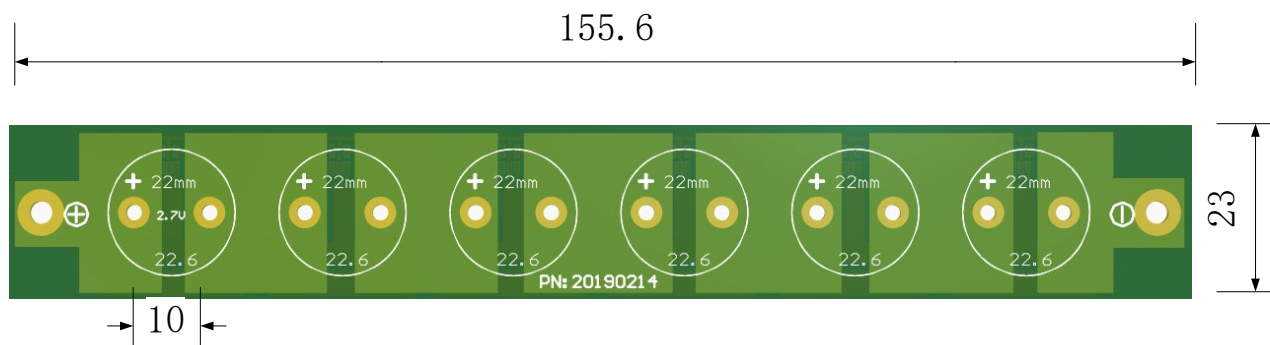 155.6
+ 22mm + 22mm + 22mm + 22mm + 22mm + 22mm
+ 2.7V −
22.6 22.6 22.6 22.6 22.6 22.6
PN: 20190214
23
10